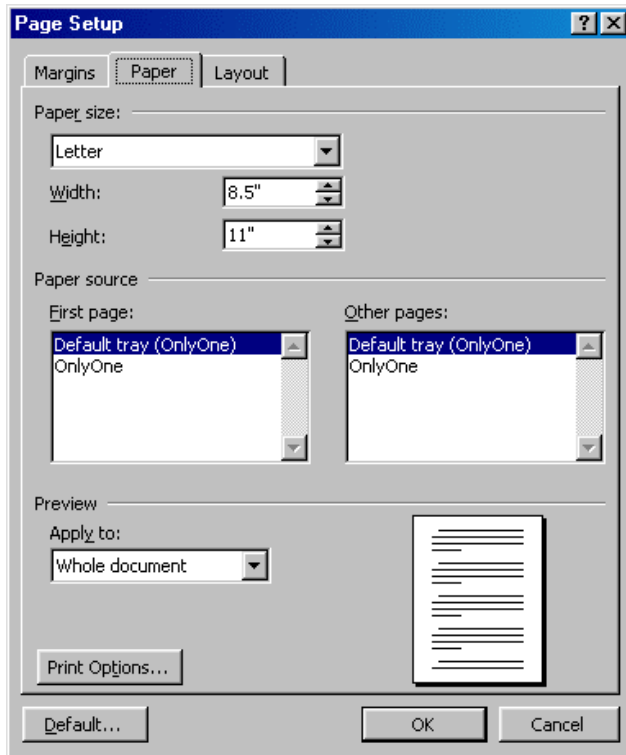 Page Setup
Margins Paper Layout
Paper size:
Letter
Width: 8.5"
Height: 11"
Paper source
First page: Other pages:
Default tray (OnlyOne) Default tray (OnlyOne)
OnlyOne OnlyOne
Preview
Apply to:
Whole document
Print Options...
Default... OK Cancel